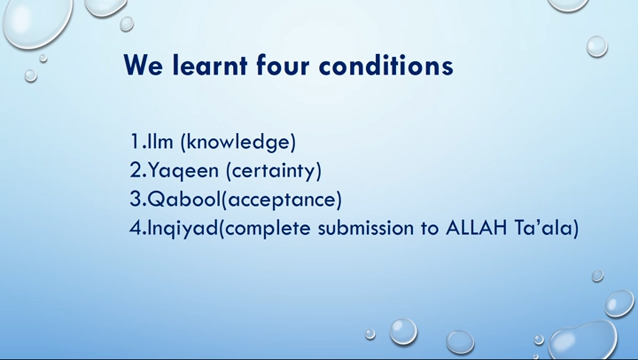 We learnt four conditions
1.Ilm (knowledge)
2.Yaqeen (certainty)
3.Qabool(acceptance)
4.Inqiyad(complete submission to ALLAH Ta’ala)